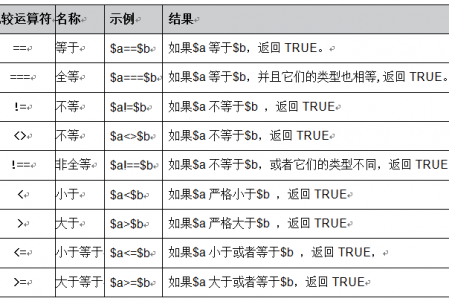 较运算符 名称 示例 结果
== 等于 $a==$b 如果$a 等于$b，返回 TRUE。
=== 全等 $a===$b 如果$a 等于$b，并且它们的类型也相等,返回 TRUE。
!= 不等 $a!=$b 如果$a 不等于$b ，返回 TRUE
<> 不等 $a<>$b 如果$a 不等于$b，返回 TRUE
!== 非全等 $a!==$b 如果$a 不等于$b，或者它们的类型不同，返回 TRUE
< 小于 $a<$b 如果$a 严格小于$b ，返回 TRUE
> 大于 $a>$b 如果$a 严格大于$b ，返回 TRUE
<= 小于等于 $a<=$b 如果$a 小于或者等于$b ，返回 TRUE，
>= 大于等于 $a>=$b 如果$a 大于或者等于$b，返回 TRUE